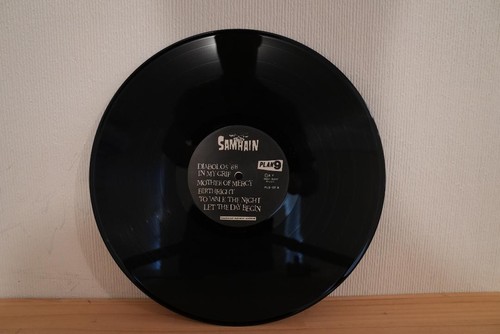 SAMHAIN
PLAN 9
DIABOLOS '88
IN MY GRIP
MOTHER OF MERCY
BIRTHRIGHT
TO WALK THE NIGHT
LET THE DAY BEGIN